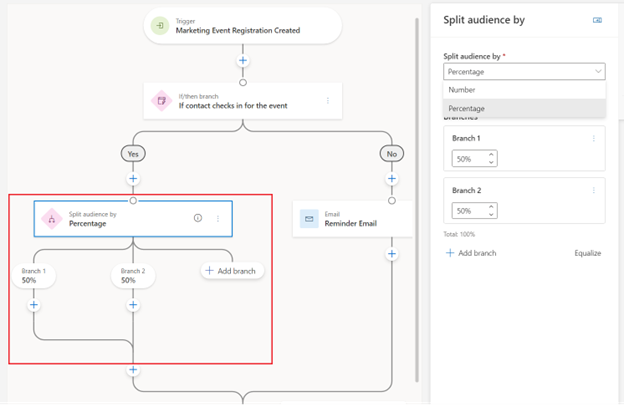 Trigger
Marketing Event Registration Created
If/then branch
If contact checks in for the event
Yes
No
Split audience by
Percentage
Email
Reminder Email
Branch 1
50%
Branch 2
50%
+ Add branch
Split audience by
Split audience by *
Percentage
Number
Percentage
Branches
Branch 1
50%
Branch 2
50%
Total: 100%
+ Add branch
Equalize